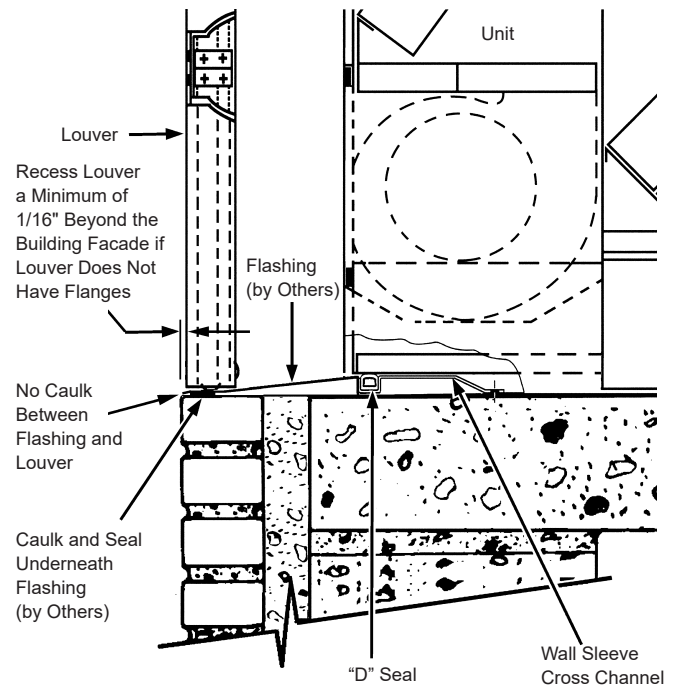 Unit
Louver
Recess Louver
a Minimum of
1/16" Beyond the
Building Facade if
Louver Does Not
Have Flanges
Flashing
(by Others)
No Caulk
Between
Flashing and
Louver
Caulk and Seal
Underneath
Flashing
(by Others)
“D” Seal
Wall Sleeve
Cross Channel